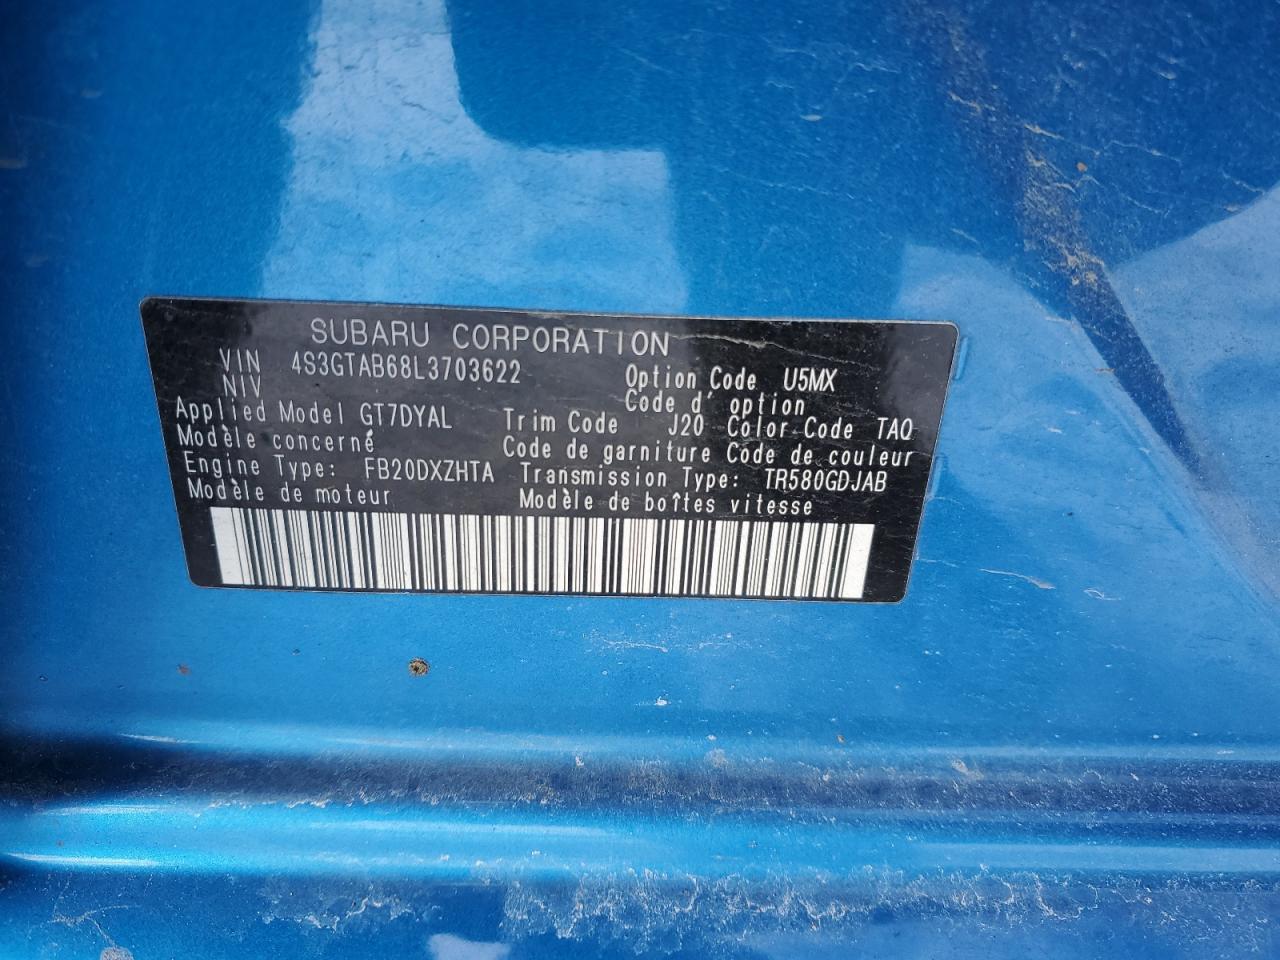 SUBARU CORPORATION
VIN 4S3GTAB68L3703622 Option Code U5MX
NIV Code d'option
Applied Model GT7DYAL Trim Code J20 Color Code TAQ
Modèle concerné Code de garniture Code de couleur
Engine Type: FB20DXZHTA Transmission Type: TR580GDJAB
Modèle de moteur Modèle de boîtes vitesse